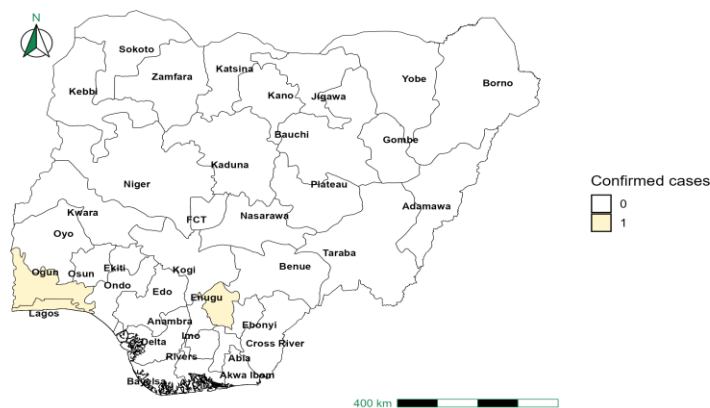 N
Sokoto
Katsina
Zamfara
Yobe
Borno
Kebbi
Kano
Jigawa
Bauchi
Gombe
Kaduna
Niger
Plateau
Adamawa
Kwara
FCT
Nasarawa
Oyo
Taraba
Ogun
Osun
Ekiti
Kogi
Benue
Ondo
Edo
Enugu
Lagos
Anambra
Ebonyi
Delta
Imo
Cross River
Rivers
Abia
Bayelsa
Akwa Ibom
Confirmed cases
0
1
400 km